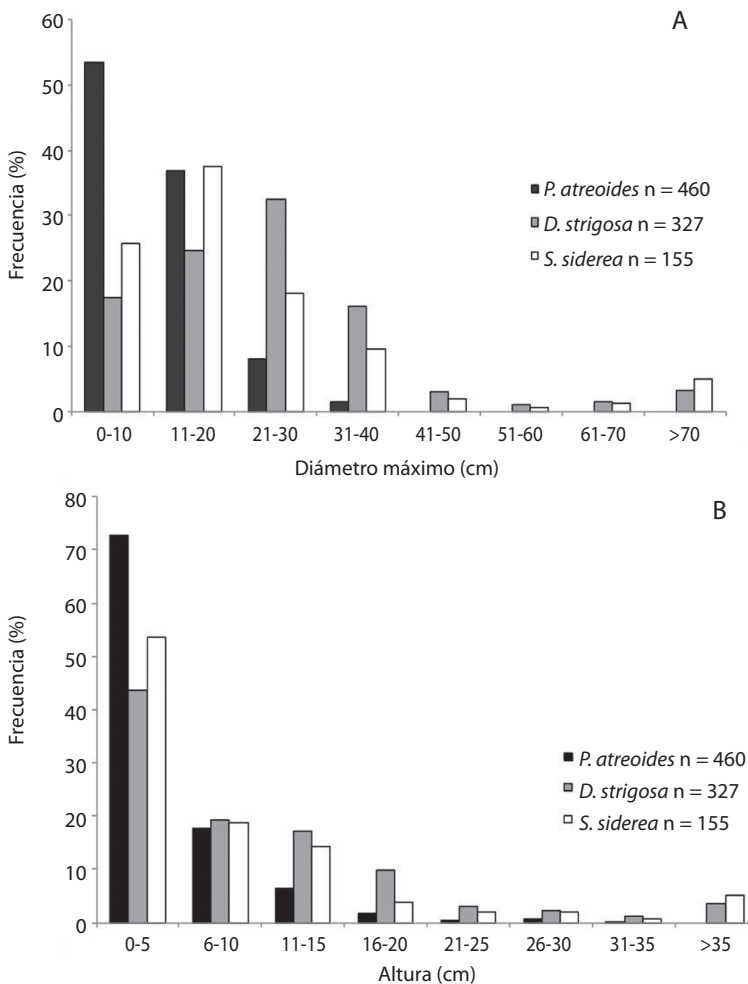 A
60
50
40
30
20
10
0
Frecuencia (%)
P. atreoides n = 460
D. strigosa n = 327
S. siderea n = 155
0-10 11-20 21-30 31-40 41-50 51-60 61-70 >70
Diámetro máximo (cm)
B
80
70
60
50
40
30
20
10
0
Frecuencia (%)
P. atreoides n = 460
D. strigosa n = 327
S. siderea n = 155
0-5 6-10 11-15 16-20 21-25 26-30 31-35 >35
Altura (cm)